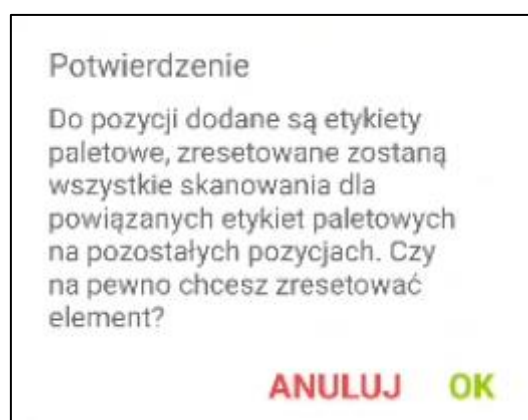 Potwierdzenie
Do pozycji dodane są etykiety
paletowe, zresetowane zostaną
wszystkie skanowania dla
powiązanych etykiet paletowych
na pozostałych pozycjach. Czy
na pewno chcesz zresetować
element?
ANULUJ OK